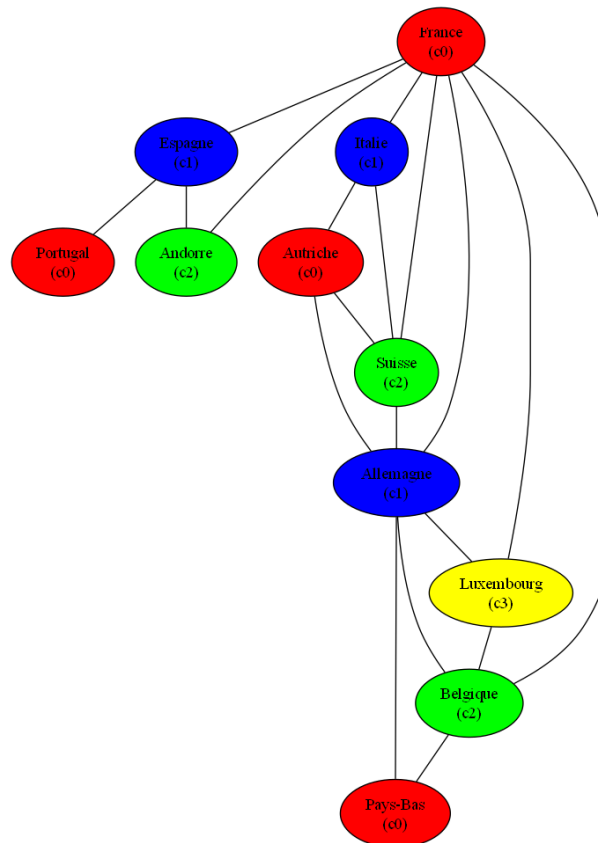 France
(c0)
Espagne
(c1)
Italie
(c1)
Portugal
(c0)
Andorre
(c2)
Autriche
(c0)
Suisse
(c2)
Allemagne
(c1)
Luxembourg
(c3)
Belgique
(c2)
Pays-Bas
(c0)